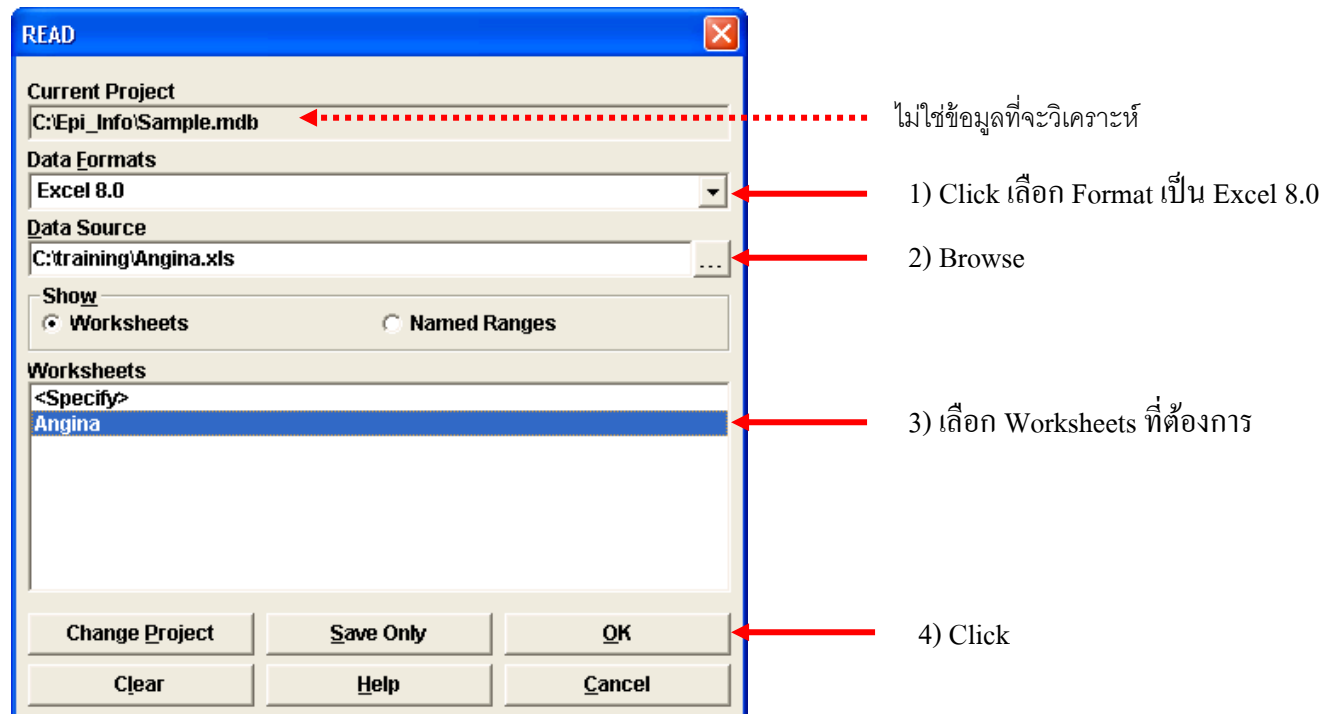 READ
Current Project
C:\Epi_Info\Sample.mdb
ไม่ใช่ข้อมูลที่จะวิเคราะห์
Data Formats
Excel 8.0
1) Click เลือก Format เป็น Excel 8.0
Data Source
C:\training\Angina.xls
...
2) Browse
Show
Worksheets Named Ranges
Worksheets
<Specify>
Angina
3) เลือก Worksheets ที่ต้องการ
Change Project Save Only OK
4) Click
Clear Help Cancel